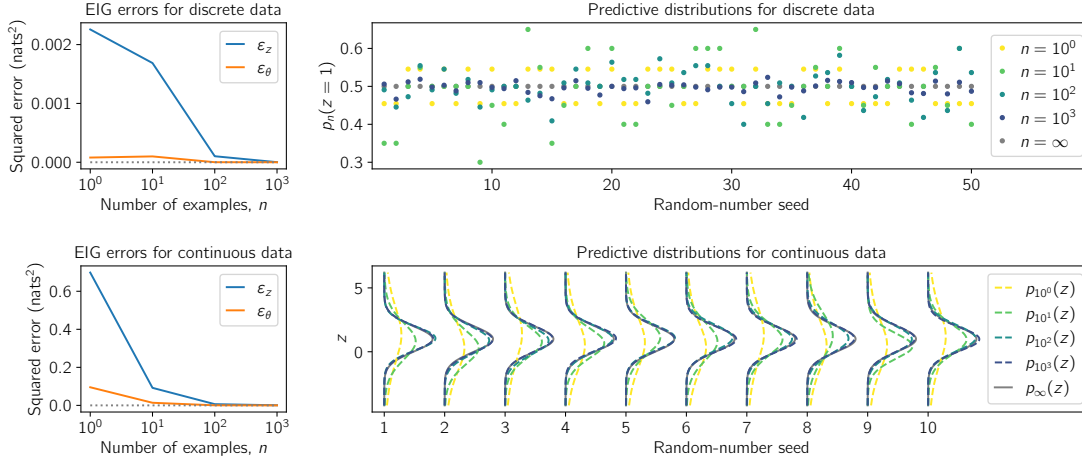 EIG errors for discrete data
Squared error (nats²)
0.002
0.001
0.000
10⁰ 10¹ 10² 10³
Number of examples, n
ε_z
ε_θ
Predictive distributions for discrete data
pₙ(z = 1)
0.6
0.5
0.4
0.3
10 20 30 40 50
Random-number seed
n = 10⁰
n = 10¹
n = 10²
n = 10³
n = ∞
EIG errors for continuous data
Squared error (nats²)
0.6
0.4
0.2
0.0
10⁰ 10¹ 10² 10³
Number of examples, n
ε_z
ε_θ
Predictive distributions for continuous data
z
5
0
1 2 3 4 5 6 7 8 9 10
Random-number seed
p₁₀⁰(z)
p₁₀¹(z)
p₁₀²(z)
p₁₀³(z)
p_∞(z)